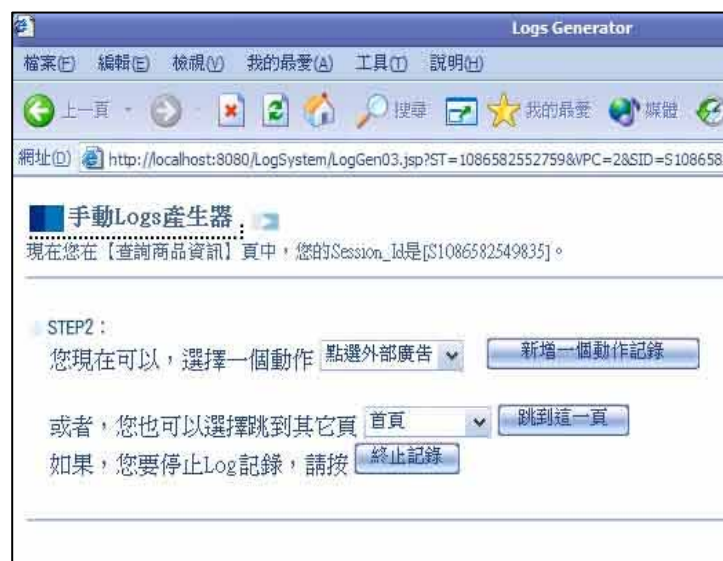 Logs Generator
檔案(F) 編輯(E) 檢視(V) 我的最愛(A) 工具(T) 說明(H)
上一頁 搜尋 我的最愛 媒體
網址(D) http://localhost:8080/LogSystem/LogGen03.jsp?ST=1086582552759&VPC=2&SID=S108658
手動Logs產生器
現在您在【查詢商品資訊】頁中,您的Session_Id是[S1086582549835]。
STEP2:
您現在可以,選擇一個動作 點選外部廣告 新增一個動作記錄
或者,您也可以選擇跳到其它頁 首頁 跳到這一頁
如果,您要停止Log記錄,請按 終止記錄